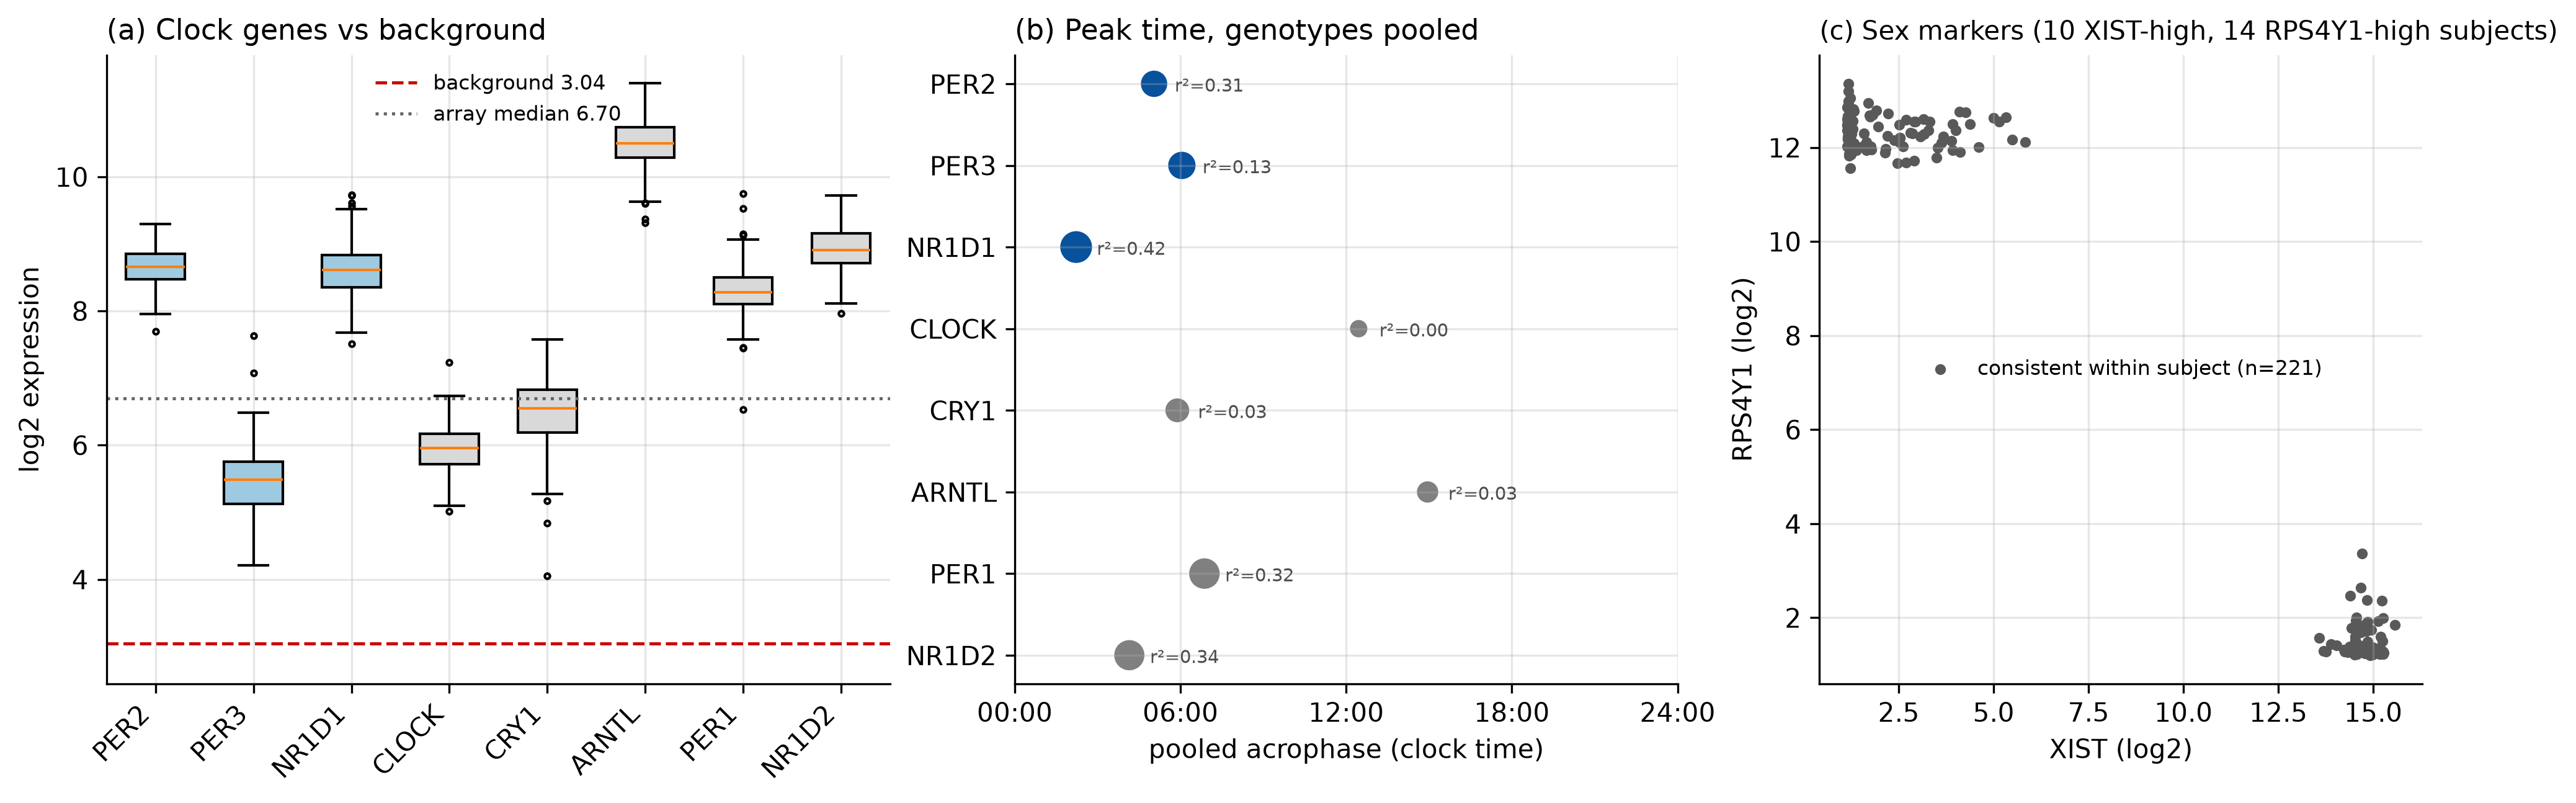 (a) Clock genes vs background
background 3.04
array median 6.70
log2 expression
10
8
6
4
PER2
PER3
NR1D1
CLOCK
CRY1
ARNTL
PER1
NR1D2
(b) Peak time, genotypes pooled
PER2
r²=0.31
PER3
r²=0.13
NR1D1
r²=0.42
CLOCK
r²=0.00
CRY1
r²=0.03
ARNTL
r²=0.03
PER1
r²=0.32
NR1D2
r²=0.34
00:00 06:00 12:00 18:00 24:00
pooled acrophase (clock time)
(c) Sex markers (10 XIST-high, 14 RPS4Y1-high subjects)
RPS4Y1 (log2)
12
10
8
6
4
2
consistent within subject (n=221)
2.5 5.0 7.5 10.0 12.5 15.0
XIST (log2)